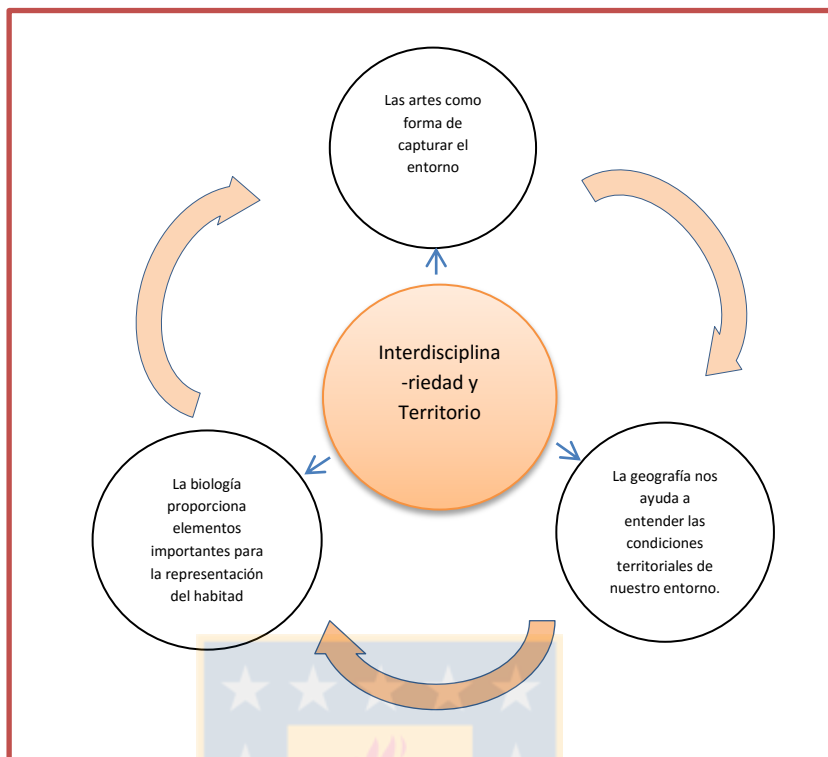 Las artes como
forma de
capturar el
entorno
Interdisciplina
-riedad y
Territorio
La biología
proporciona
elementos
importantes para
la representación
del habitad
La geografía nos
ayuda a
entender las
condiciones
territoriales de
nuestro entorno.